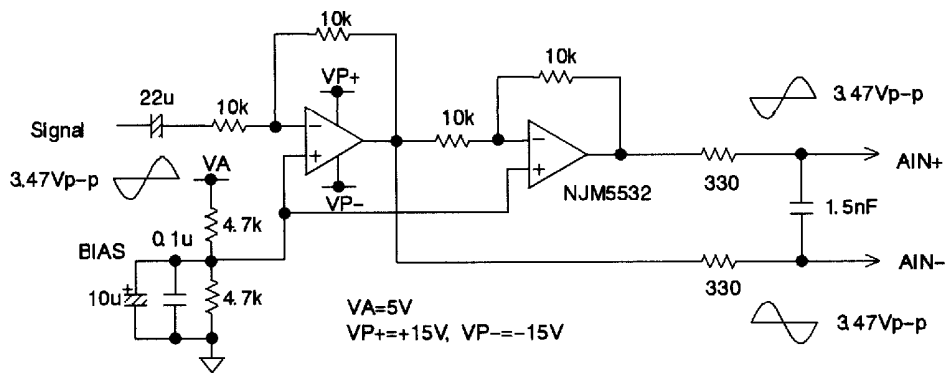 10k
VP+
10k
22u
10k
10k
3.47Vp-p
Signal
AIN+
VA
3.47Vp-p
VP-
NJM5532
330
1.5nF
4.7k
0.1u
BIAS
AIN-
10u
+
4.7k
330
VA=5V
VP+=+15V, VP-=-15V
3.47Vp-p